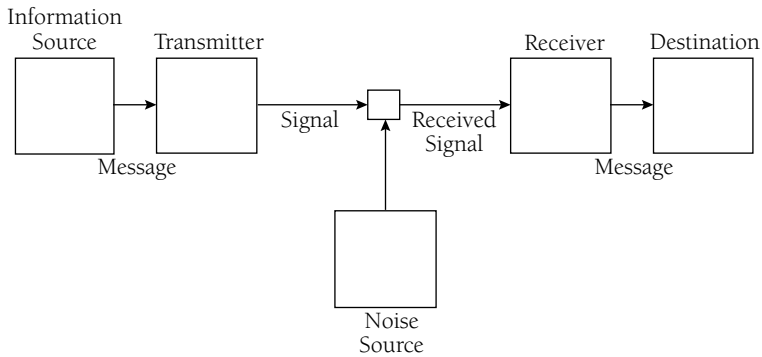 Information
Source
Transmitter
Receiver
Destination
Signal
Received
Signal
Message
Message
Noise
Source